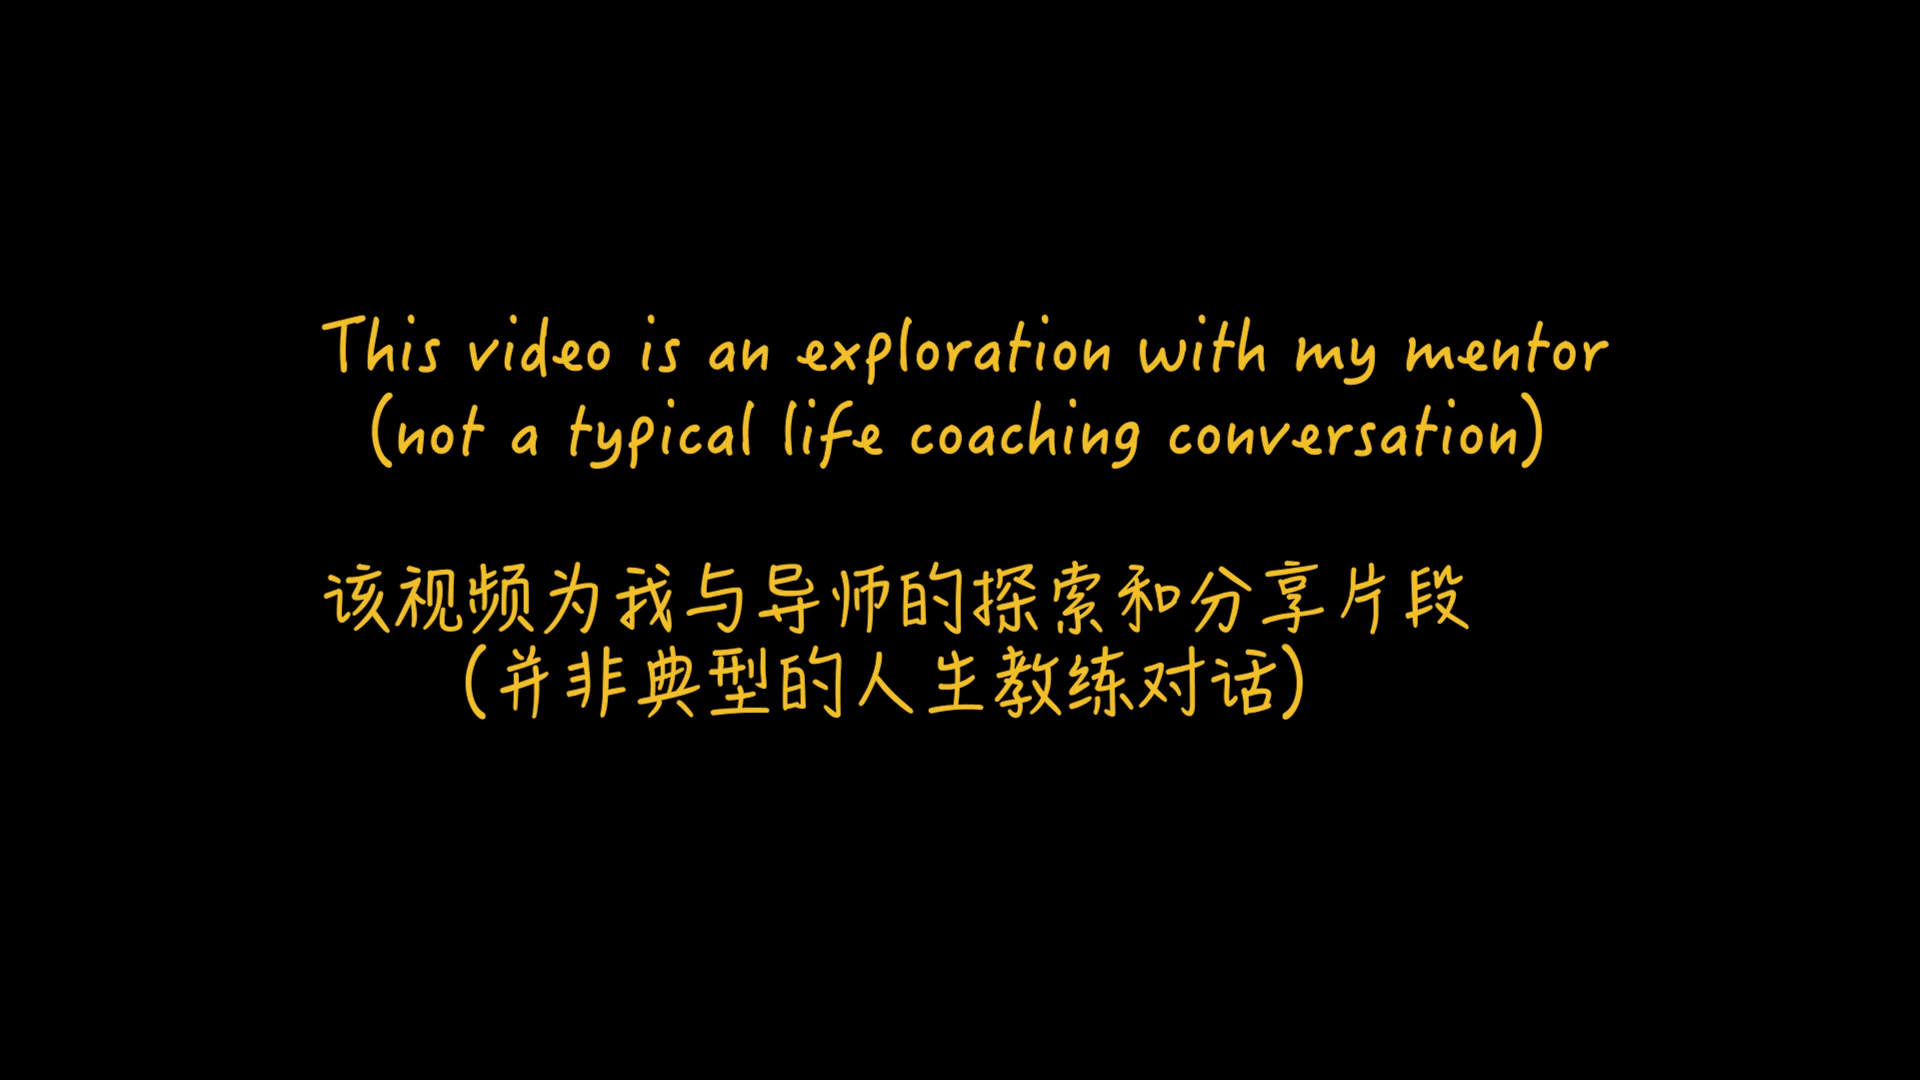 This video is an exploration with my mentor
(not a typical life coaching conversation)
该视频为我与导师的探索和分享片段
(并非典型的人生教练对话)